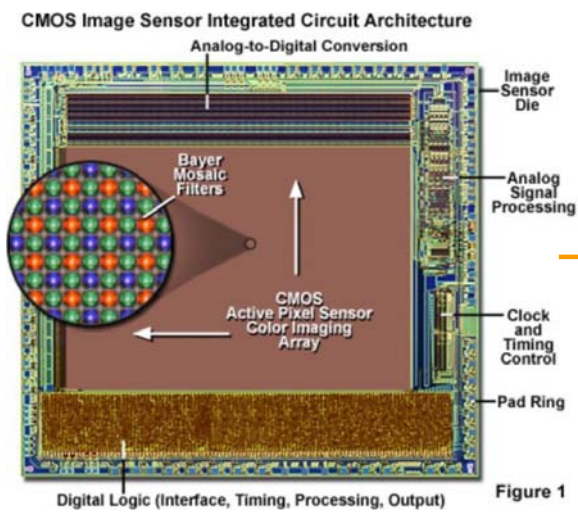 CMOS Image Sensor Integrated Circuit Architecture
Analog-to-Digital Conversion
Image
Sensor
Die
Bayer
Mosaic
Filters
Analog
Signal
Processing
CMOS
Active Pixel Sensor
Color Imaging
Array
Clock
and
Timing
Control
Pad Ring
Digital Logic (Interface, Timing, Processing, Output)
Figure 1